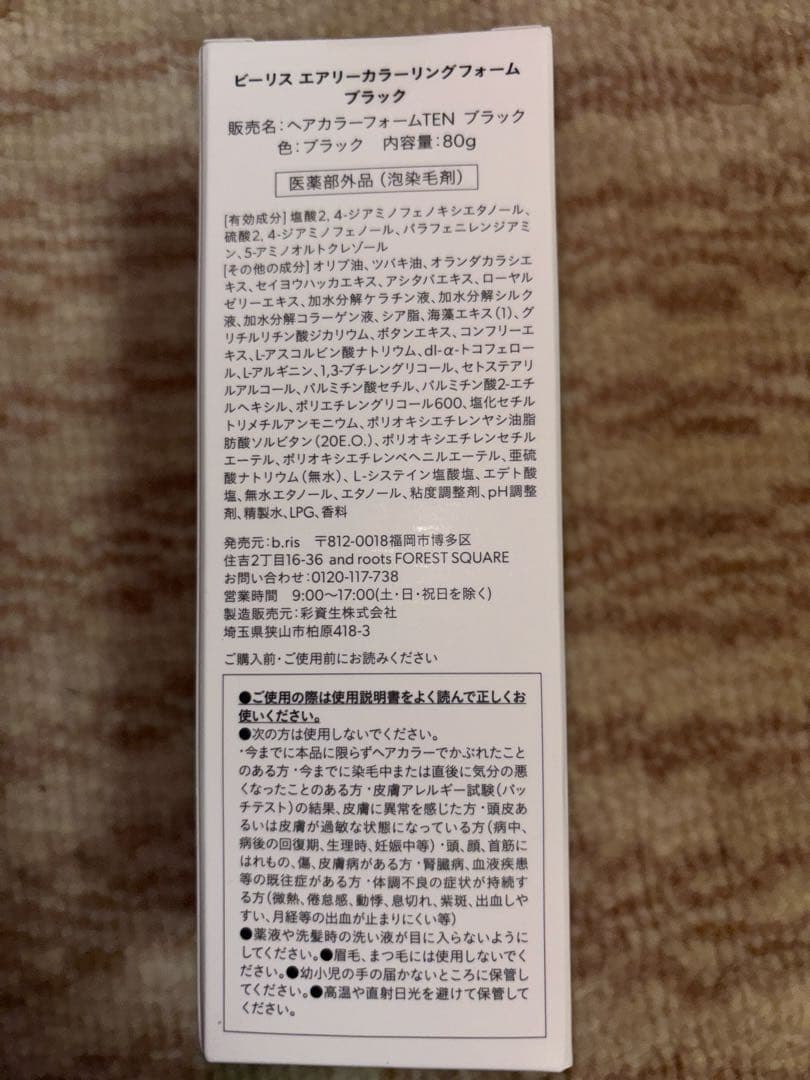 ビーリス エアリーカラーリングフォーム
ブラック
販売名：ヘアカラーフォームTEN ブラック
色：ブラック 内容量：80g
医薬部外品（泡染毛剤）
[有効成分] 塩酸2, 4-ジアミノフェノキシエタノール、
硫酸2, 4-ジアミノフェノール、パラフェニレンジアミ
ン、5-アミノオルトクレゾール
[その他の成分] オリブ油、ツバキ油、オランダカラシエ
キス、セイヨウハッカエキス、アシタバエキス、ローヤル
ゼリーエキス、加水分解ケラチン液、加水分解シルク
液、加水分解コラーゲン液、シア脂、海藻エキス（1）、グ
リチルリチン酸ジカリウム、ボタンエキス、コンフリーエ
キス、L-アスコルビン酸ナトリウム、dl-α-トコフェロー
ル、L-アルギニン、1,3-ブチレングリコール、セトステアリ
ルアルコール、パルミチン酸セチル、パルミチン酸2-エチ
ルヘキシル、ポリエチレングリコール600、塩化セチル
トリメチルアンモニウム、ポリオキシエチレンヤシ油脂
肪酸ソルビタン（20E.O.）、ポリオキシエチレンセチル
エーテル、ポリオキシエチレンベヘニルエーテル、亜硫
酸ナトリウム（無水）、L-システイン塩酸塩、エデト酸
塩、無水エタノール、エタノール、粘度調整剤、pH調整
剤、精製水、LPG、香料
発売元：b.ris 〒812-0018福岡市博多区
住吉2丁目16-36 and roots FOREST SQUARE
お問い合わせ：0120-117-738
営業時間 9:00〜17:00(土・日・祝日を除く)
製造販売元：彩資生株式会社
埼玉県狭山市柏原418-3
ご購入前・ご使用前にお読みください
●ご使用の際は使用説明書をよく読んで正しくお
使いください。
●次の方は使用しないでください。
・今までに本品に限らずヘアカラーでかぶれたこと
のある方・今までに染毛中または直後に気分の悪
くなったことのある方・皮膚アレルギー試験（パッ
チテスト）の結果、皮膚に異常を感じた方・頭皮あ
るいは皮膚が過敏な状態になっている方（病中、
病後の回復期、生理時、妊娠中等）・頭、顔、首筋に
はれもの、傷、皮膚病がある方・腎臓病、血液疾患
等の既往症がある方・体調不良の症状が持続す
る方（微熱、倦怠感、動悸、息切れ、紫斑、出血しや
すい、月経等の出血が止まりにくい等）
●薬液や洗髪時の洗い液が目に入らないように
してください。●眉毛、まつ毛には使用しないでく
ださい。●幼小児の手の届かないところに保管し
てください。●高温や直射日光を避けて保管して
ください。